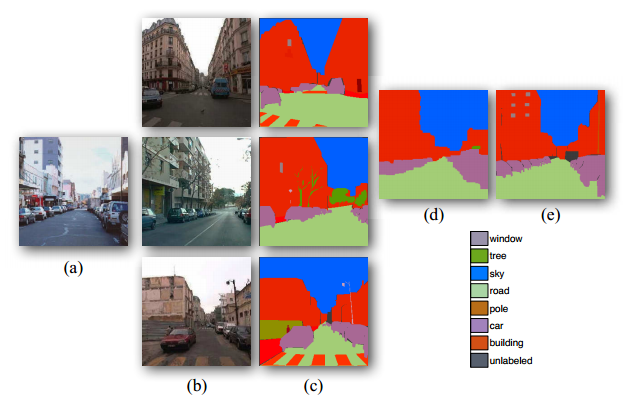 (a)
(b)
(c)
(d)
(e)
window
tree
sky
road
pole
car
building
unlabeled